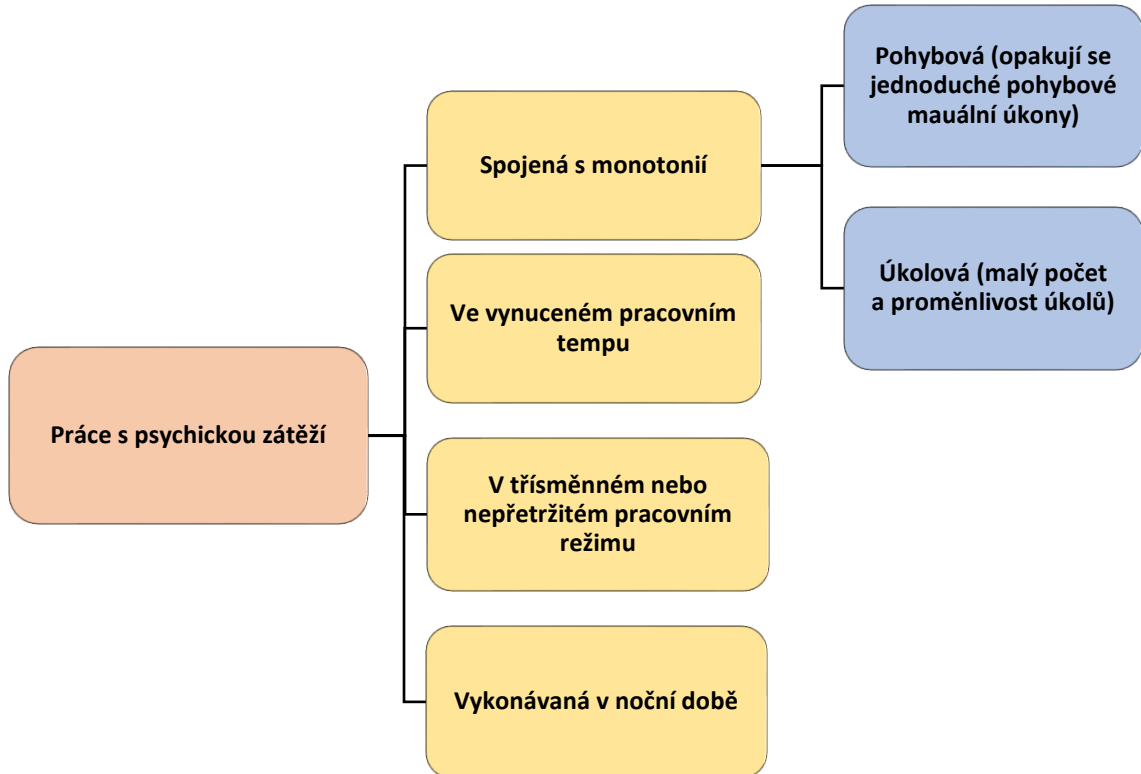 Pohybová (opakují se
jednoduché pohybové
mauální úkony)
Spojená s monotonií
Úkolová (malý počet
a proměnlivost úkolů)
Ve vynuceném pracovním
tempu
Práce s psychickou zátěží
V třísměnném nebo
nepřetržitém pracovním
režimu
Vykonávaná v noční době